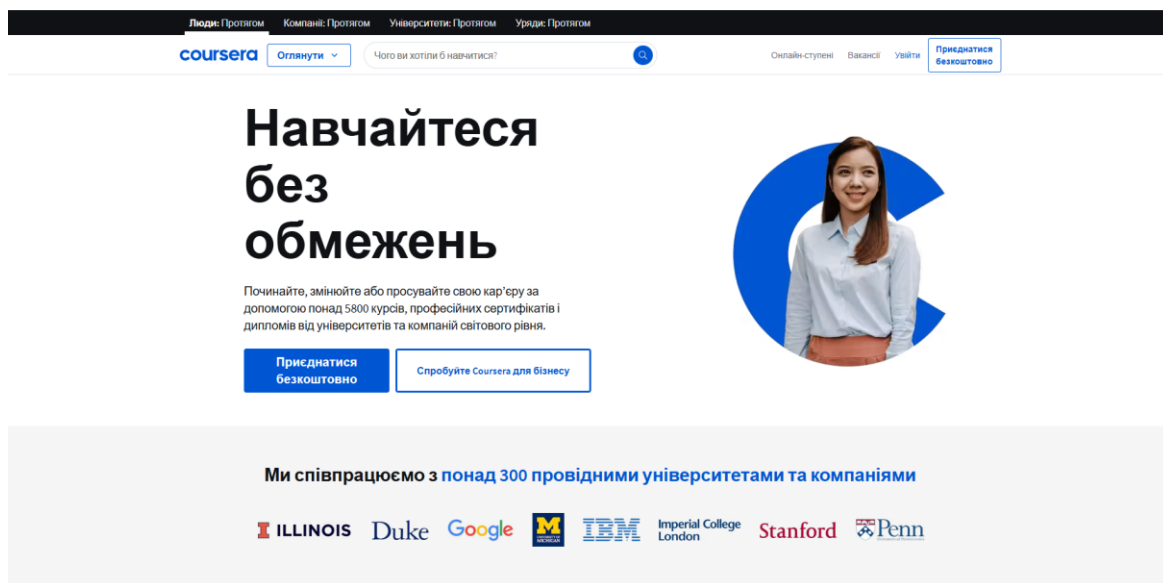 Люди: Протягом Компанії: Протягом Університети: Протягом Уряди: Протягом
coursera Оглянути Чого ви хотіли б навчитися? Онлайн-ступені Вакансії Увійти Приєднатися
безкоштовно
Навчайтеся
без
обмежень
Починайте, змінюйте або просувайте свою кар'єру за
допомогою понад 5800 курсів, професійних сертифікатів і
дипломів від університетів та компаній світового рівня.
Приєднатися
безкоштовно
Спробуйте Coursera для бізнесу
Ми співпрацюємо з понад 300 провідними університетами та компаніями
I ILLINOIS Duke Google M IBM Imperial College
London
Stanford Penn